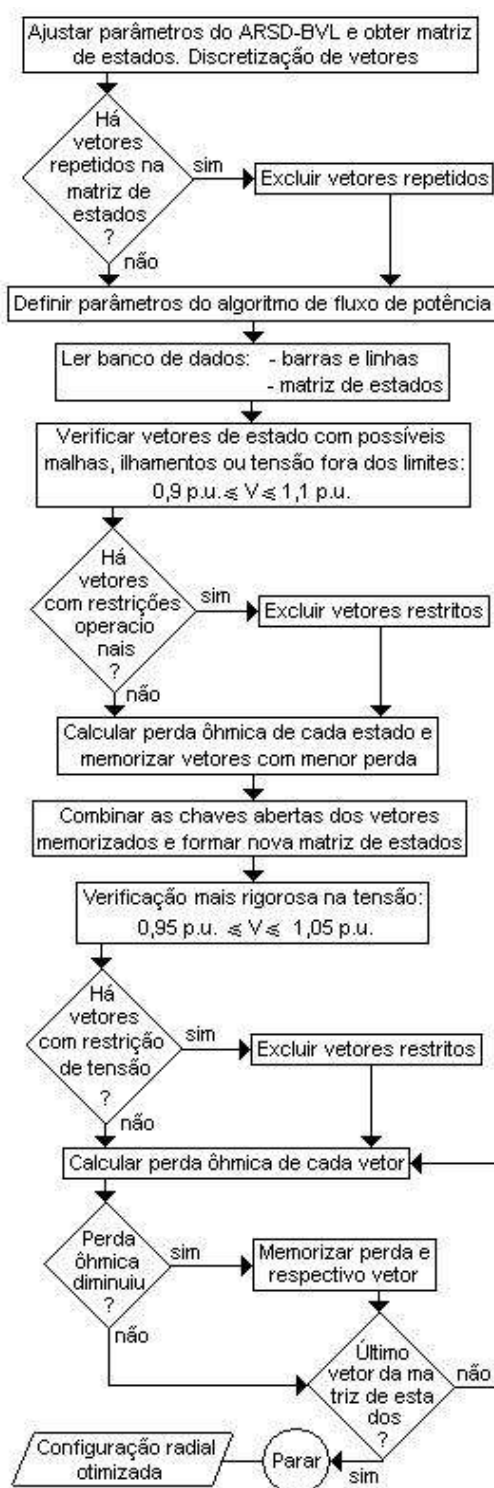 Ajustar parâmetros do ARSD-BVL e obter matriz
de estados. Discretização de vetores
Há
vetores
repetidos na
matriz de
estados
?
sim
Excluir vetores repetidos
não
Definir parâmetros do algoritmo de fluxo de potência
Ler banco de dados: - barras e linhas
- matriz de estados
Verificar vetores de estado com possíveis
malhas, ilhamentos ou tensão fora dos limites:
0,9 p.u. ⩽ V ⩽ 1,1 p.u.
Há
vetores
com restrições
operacio
nais
?
sim
Excluir vetores restritos
não
Calcular perda ôhmica de cada estado e
memorizar vetores com menor perda
Combinar as chaves abertas dos vetores
memorizados e formar nova matriz de estados
Verificação mais rigorosa na tensão:
0,95 p.u. ⩽ V ⩽ 1,05 p.u.
Há
vetores
com restrição
de tensão
?
sim
Excluir vetores restritos
não
Calcular perda ôhmica de cada vetor
Perda
ôhmica
diminuiu
?
sim
Memorizar perda e
respectivo vetor
não
Último
vetor da ma
triz de esta
dos
?
não
sim
Parar
Configuração radial
otimizada